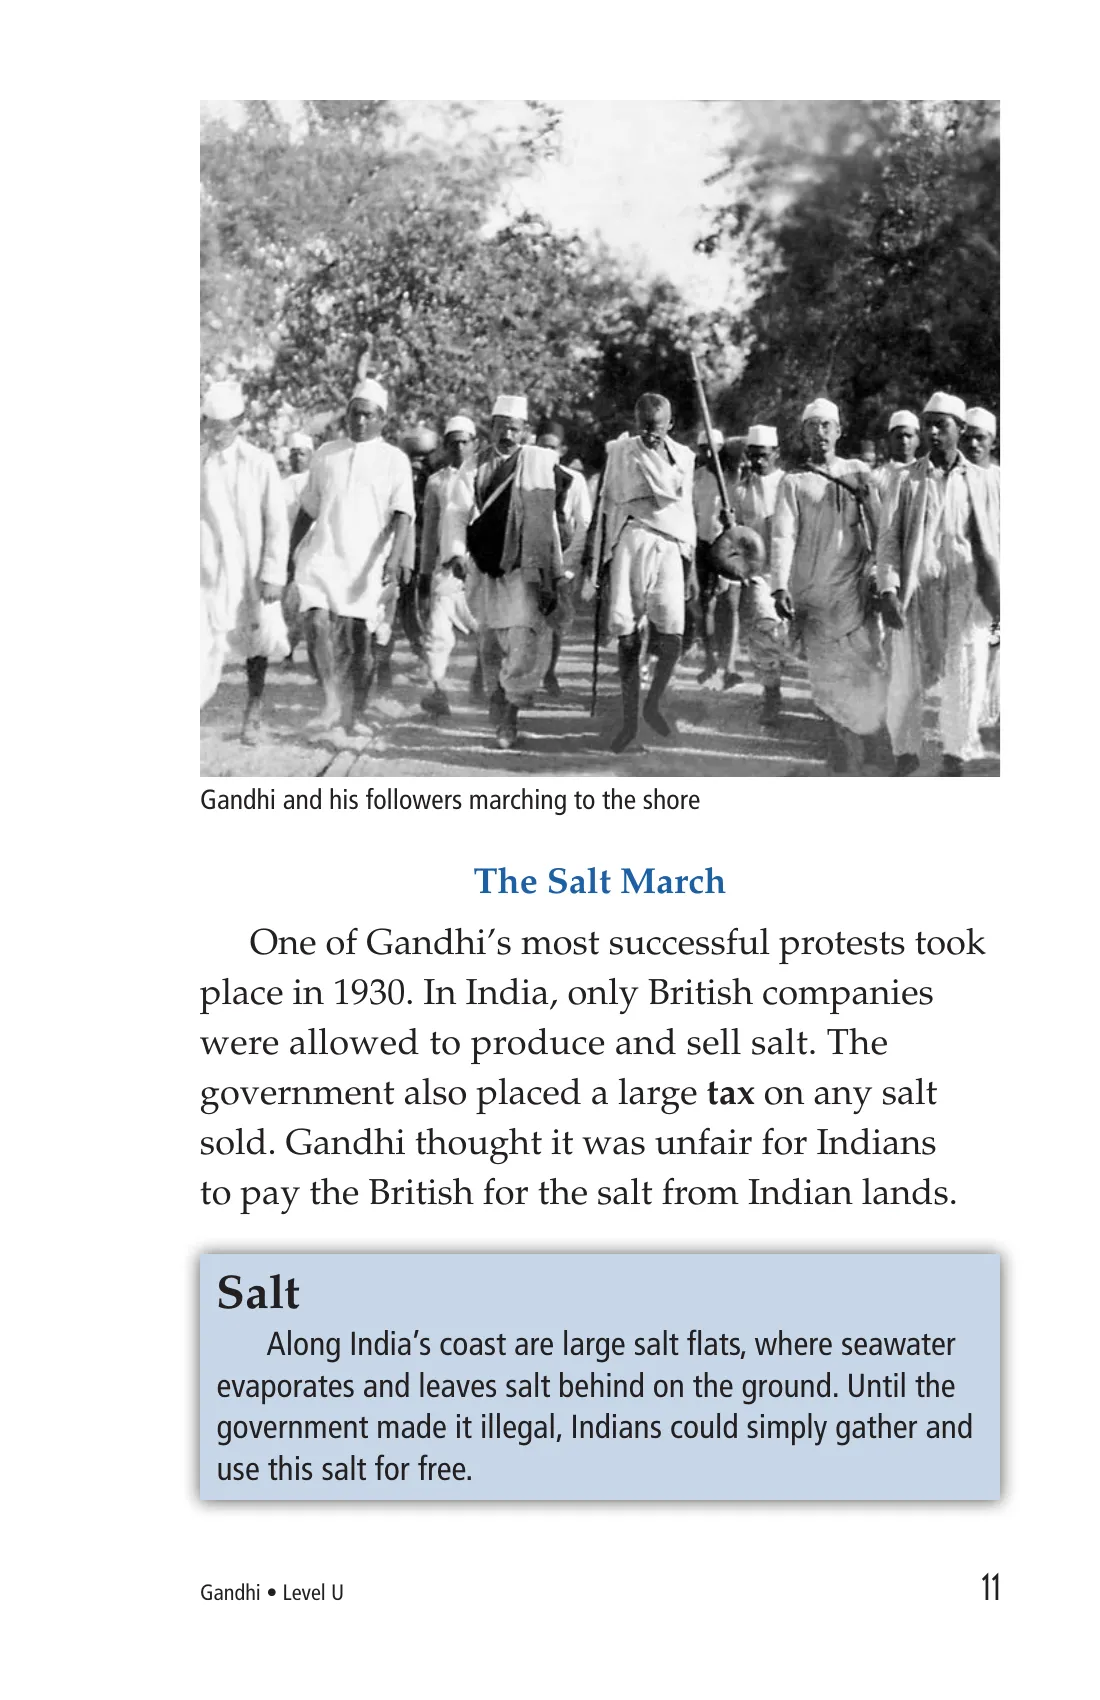 Gandhi and his followers marching to the shore
The Salt March
One of Gandhi’s most successful protests took
place in 1930. In India, only British companies
were allowed to produce and sell salt. The
government also placed a large tax on any salt
sold. Gandhi thought it was unfair for Indians
to pay the British for the salt from Indian lands.
Salt
Along India’s coast are large salt flats, where seawater
evaporates and leaves salt behind on the ground. Until the
government made it illegal, Indians could simply gather and
use this salt for free.
Gandhi • Level U
11